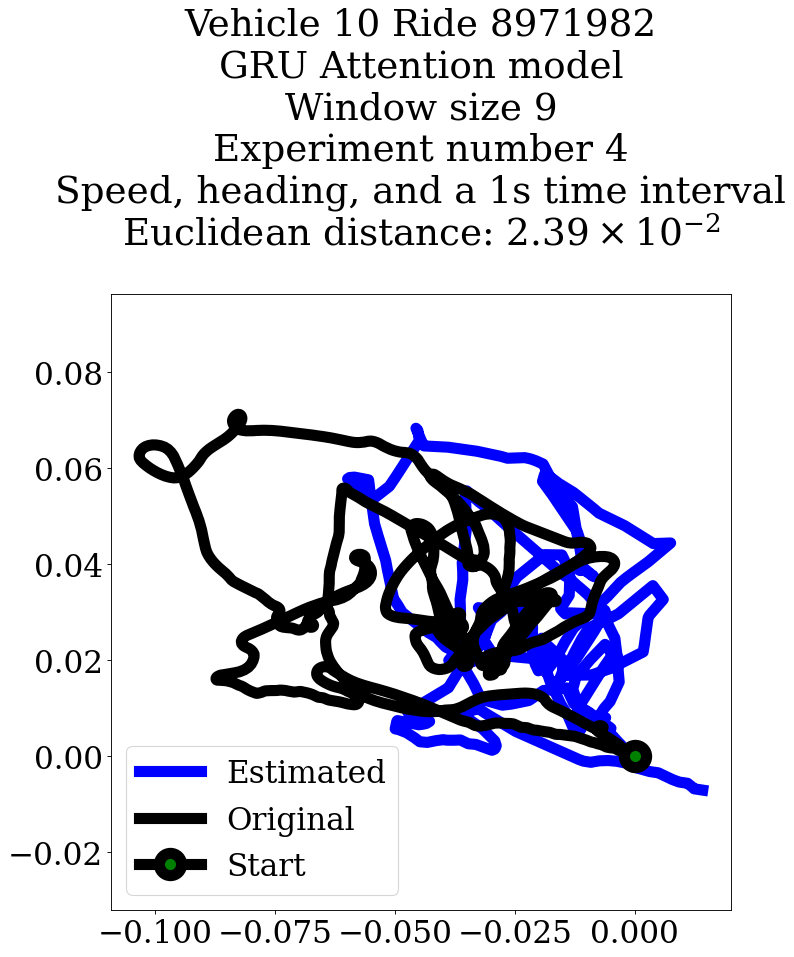 Vehicle 10 Ride 8971982
GRU Attention model
Window size 9
Experiment number 4
Speed, heading, and a 1s time interval
Euclidean distance: 2.39 × 10⁻²
0.08
0.06
0.04
0.02
0.00
−0.02
Estimated
Original
Start
−0.100 −0.075 −0.050 −0.025 0.000